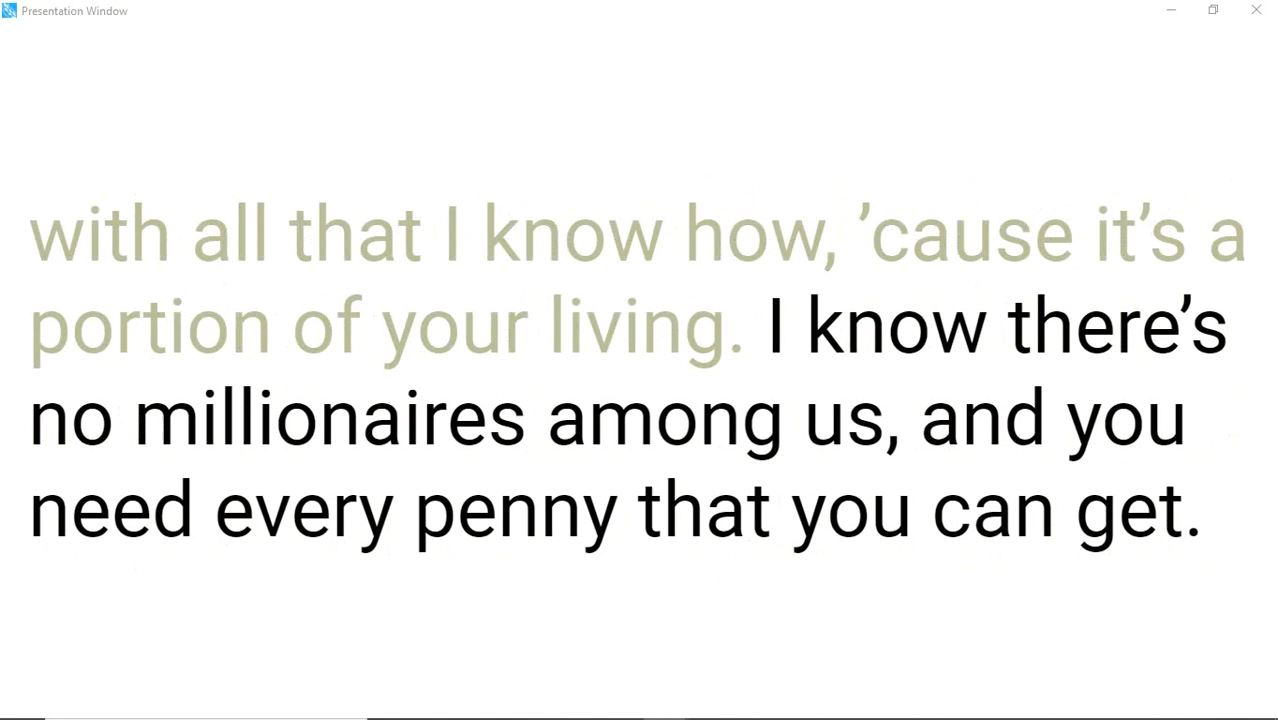 Presentation Window
with all that I know how, ’cause it’s a
portion of your living. I know there’s
no millionaires among us, and you
need every penny that you can get.